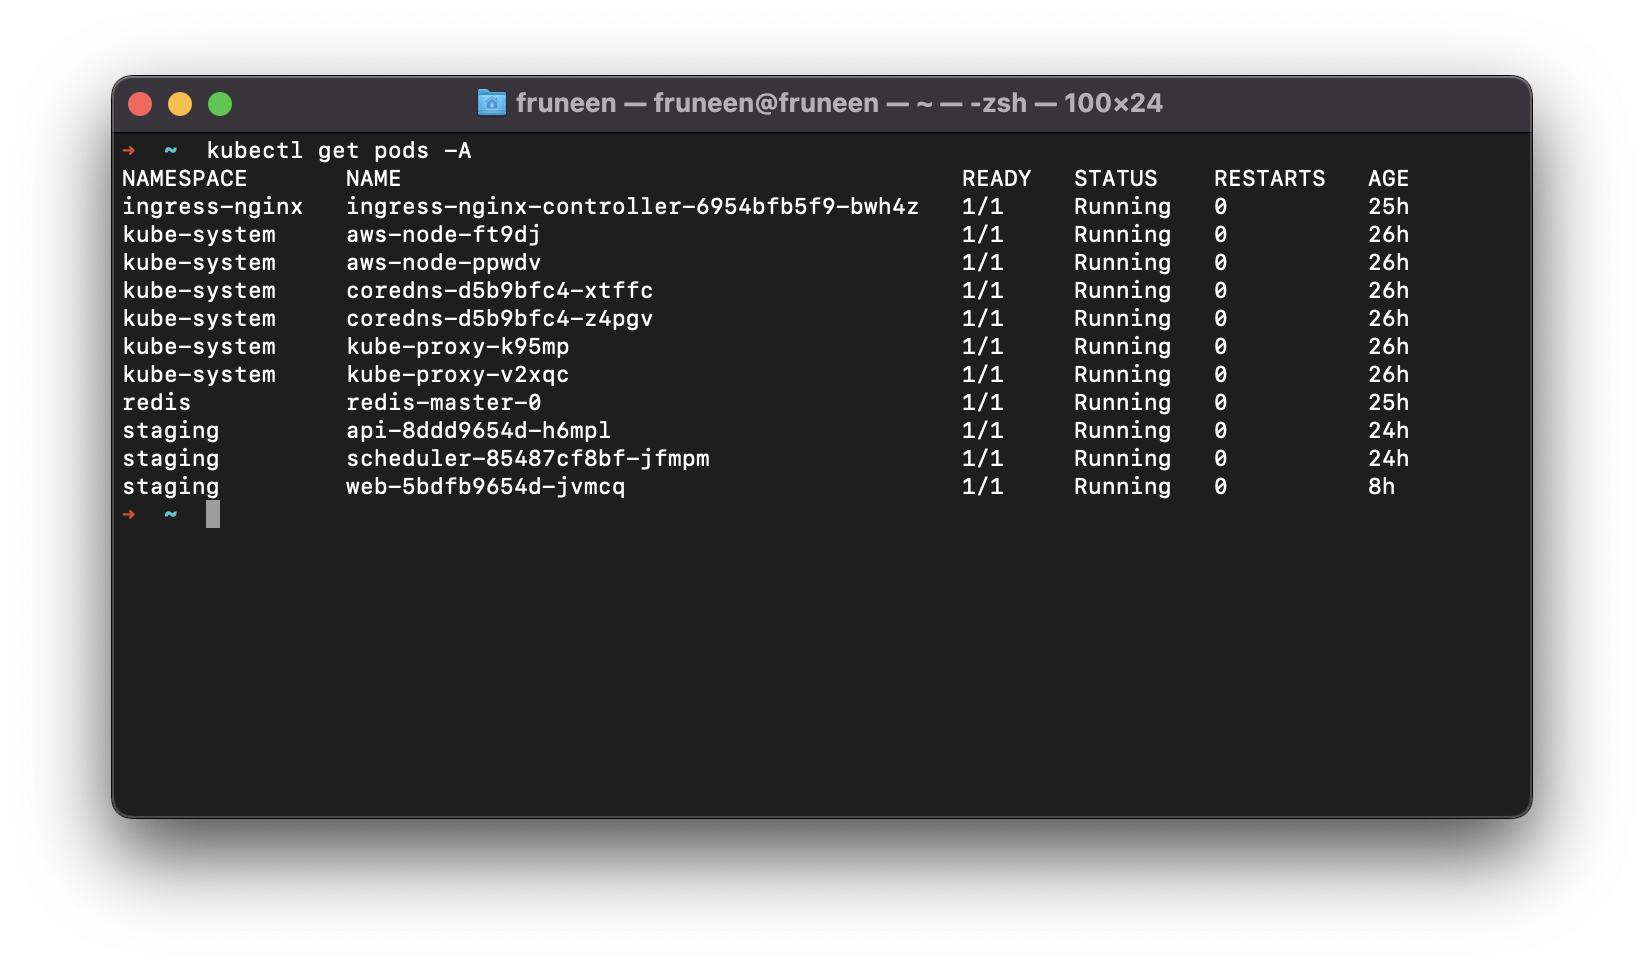 fruneen — fruneen@fruneen — ~ — -zsh — 100×24
➜  ~  kubectl get pods -A
NAMESPACE       NAME                                        READY   STATUS    RESTARTS   AGE
ingress-nginx   ingress-nginx-controller-6954bfb5f9-bwh4z   1/1     Running   0          25h
kube-system     aws-node-ft9dj                              1/1     Running   0          26h
kube-system     aws-node-ppwdv                              1/1     Running   0          26h
kube-system     coredns-d5b9bfc4-xtffc                      1/1     Running   0          26h
kube-system     coredns-d5b9bfc4-z4pgv                      1/1     Running   0          26h
kube-system     kube-proxy-k95mp                            1/1     Running   0          26h
kube-system     kube-proxy-v2xqc                            1/1     Running   0          26h
redis           redis-master-0                              1/1     Running   0          25h
staging         api-8ddd9654d-h6mpl                         1/1     Running   0          24h
staging         scheduler-85487cf8bf-jfmpm                  1/1     Running   0          24h
staging         web-5bdfb9654d-jvmcq                        1/1     Running   0          8h
➜  ~